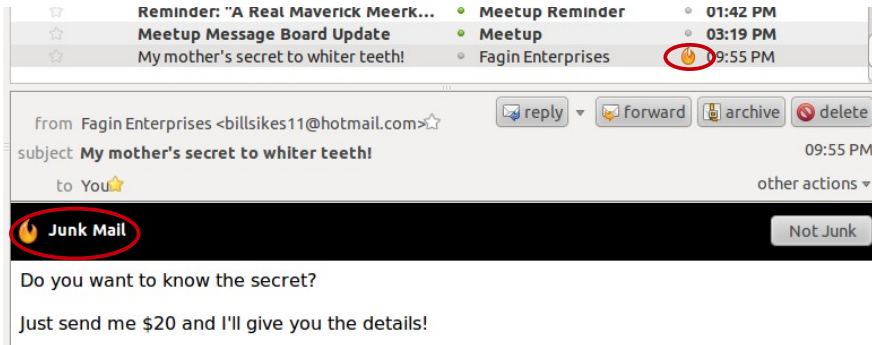 Reminder: "A Real Maverick Meerk... Meetup Reminder 01:42 PM
Meetup Message Board Update Meetup 03:19 PM
My mother's secret to whiter teeth! Fagin Enterprises 09:55 PM
reply forward archive delete
from Fagin Enterprises <billsikes11@hotmail.com>
subject My mother's secret to whiter teeth! 09:55 PM
to You other actions
Junk Mail Not Junk
Do you want to know the secret?
Just send me $20 and I'll give you the details!